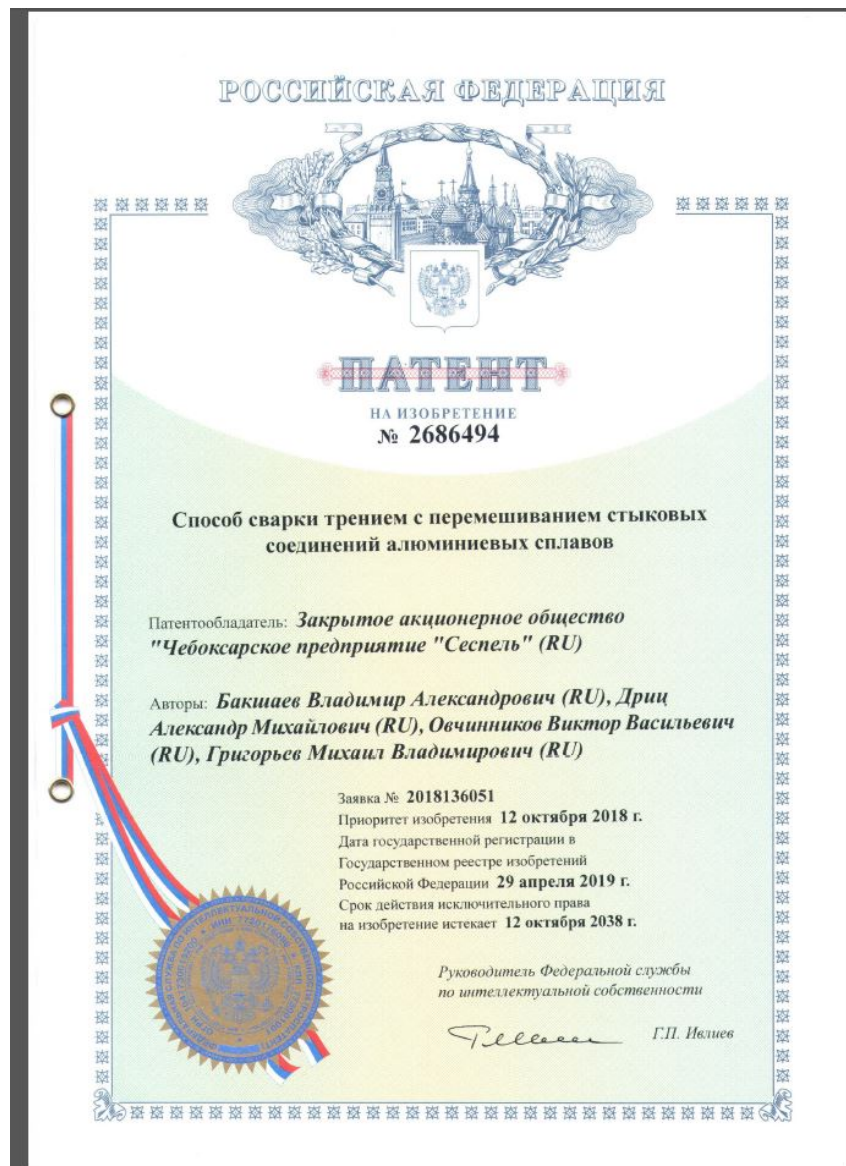 РОССИЙСКАЯ ФЕДЕРАЦИЯ
ПАТЕНТ
НА ИЗОБРЕТЕНИЕ
№ 2686494
Способ сварки трением с перемешиванием стыковых
соединений алюминиевых сплавов
Патентообладатель: Закрытое акционерное общество
"Чебоксарское предприятие "Сеспель" (RU)
Авторы: Бакшаев Владимир Александрович (RU), Дриц
Александр Михайлович (RU), Овчинников Виктор Васильевич
(RU), Григорьев Михаил Владимирович (RU)
Заявка № 2018136051
Приоритет изобретения 12 октября 2018 г.
Дата государственной регистрации в
Государственном реестре изобретений
Российской Федерации 29 апреля 2019 г.
Срок действия исключительного права
на изобретение истекает 12 октября 2038 г.
Руководитель Федеральной службы
по интеллектуальной собственности
Г.П. Ивлиев